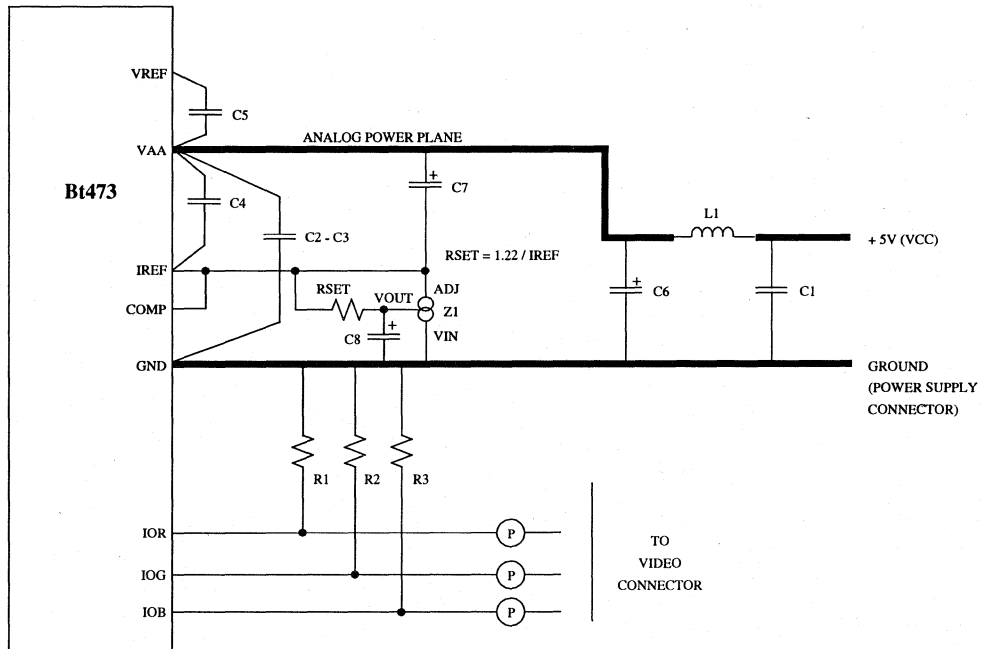 VREF
C5
ANALOG POWER PLANE
VAA
Bt473
C4
+
C7
L1
C2 - C3
+ 5V (VCC)
IREF
RSET = 1.22 / IREF
RSET
VOUT
ADJ
Z1
+
C6
C1
COMP
C8
+
VIN
GND
GROUND
(POWER SUPPLY
CONNECTOR)
R1
R2
R3
IOR
P
TO
VIDEO
CONNECTOR
IOG
P
IOB
P